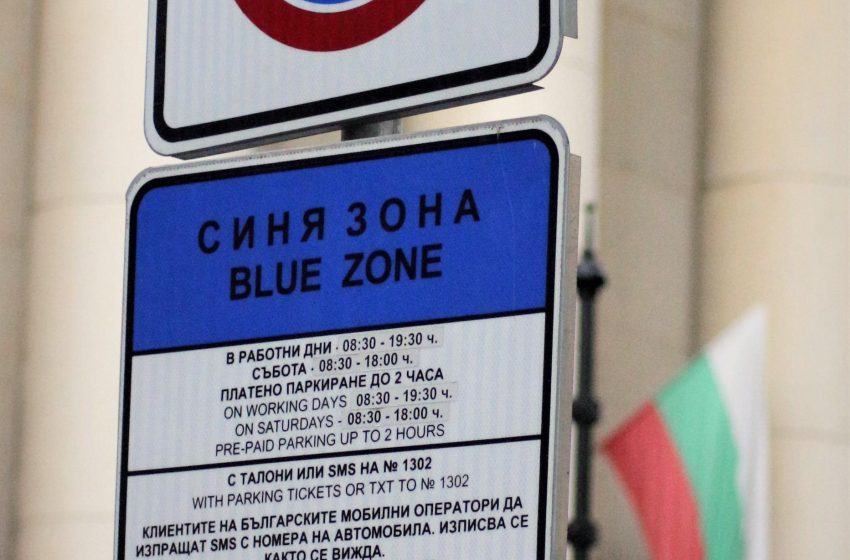 СИНЯ ЗОНА
BLUE ZONE
В РАБОТНИ ДНИ - 08:30 - 19:30 ч.
СЪБОТА - 08:30 - 18:00 ч.
ПЛАТЕНО ПАРКИРАНЕ ДО 2 ЧАСА
ON WORKING DAYS 08:30 - 19:30 ч.
ON SATURDAYS - 08:30 - 18:00 ч.
PRE-PAID PARKING UP TO 2 HOURS
С ТАЛОНИ ИЛИ SMS НА № 1302
WITH PARKING TICKETS OR TXT TO № 1302
КЛИЕНТИТЕ НА БЪЛГАРСКИТЕ МОБИЛНИ ОПЕРАТОРИ ДА
ИЗПРАЩАТ SMS С НОМЕРА НА АВТОМОБИЛА. ИЗПИСВА СЕ
КАКТО СЕ ВИЖДА.